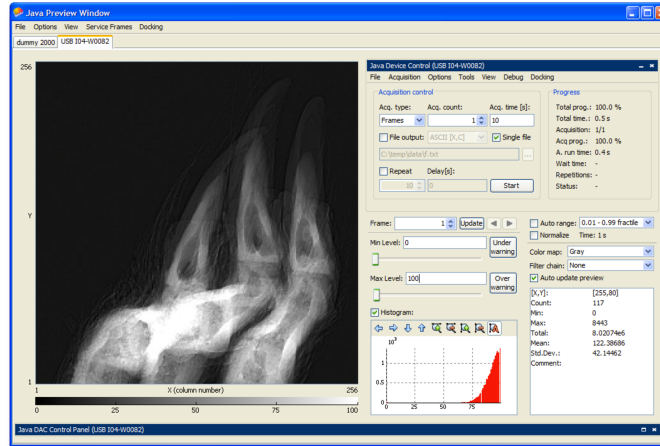 Java Preview Window
File Options View Service Frames Docking
dummy 2000 USB I04-W0082
256
Y
1
1 X (column number) 256
0 25 50 75 100
Java Device Control (USB I04-W0082)
File Acquisition Options Tools View Debug Docking
Acquisition control
Acq. type: Acq. count: Acq. time [s]:
Frames 1 10
File output: ASCII [X,C] Single file
C:\temp\data\f.txt ...
Repeat Delay[s]:
10 0 Start
Progress
Total prog.: 100.0 %
Total time.: 0.5 s
Acquisition: 1/1
Acq prog.: 100.0 %
A. run time: 0.4 s
Wait time: -
Repetitions: -
Status: -
Frame: 1 Update
Min Level: 0 Under warning
Max Level: 100 Over warning
Histogram:
10³
1
0.5
0
0 25 50 75
Auto range: 0.01 - 0.99 fractile
Normalize Time: 1 s
Color map: Gray
Filter chain: None
Auto update preview
[X,Y]: [255,80]
Count: 117
Min: 0
Max: 8443
Total: 8.02074e6
Mean: 122.38686
Std.Dev.: 42.14462
Comment:
Java DAC Control Panel (USB I04-W0082)